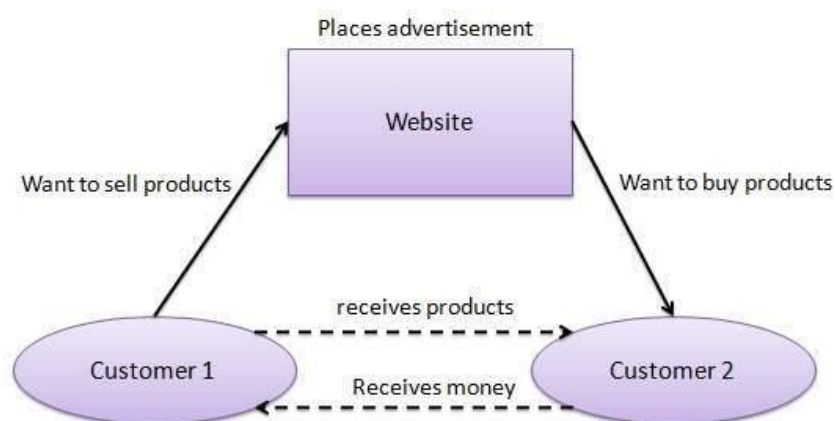 Places advertisement
Website
Want to sell products
Want to buy products
receives products
Customer 1
Customer 2
Receives money